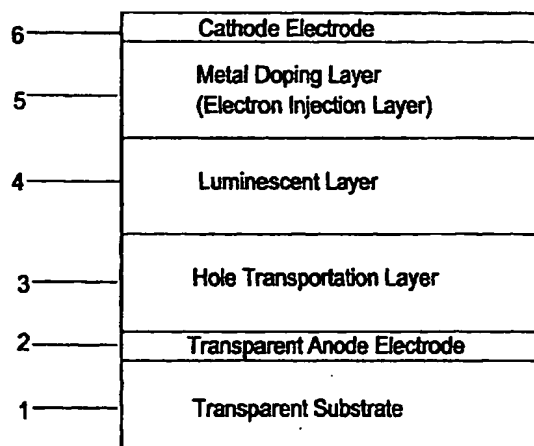 6 Cathode Electrode
5 Metal Doping Layer
(Electron Injection Layer)
4 Luminescent Layer
3 Hole Transportation Layer
2 Transparent Anode Electrode
1 Transparent Substrate